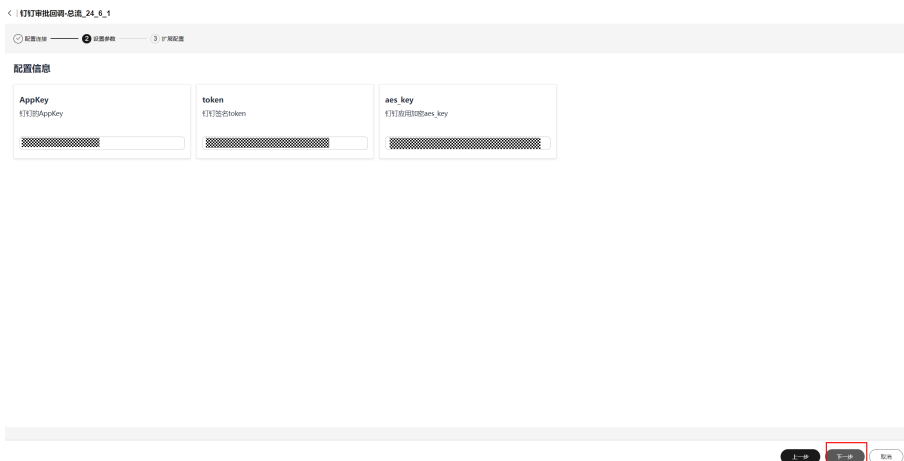 < | 钉钉审批回调-总流_24_6_1
配置连接 2 设置参数 3 扩展配置
配置信息
AppKey token aes_key
钉钉的AppKey 钉钉签名token 钉钉应用加密aes_key
上一步 下一步 取消